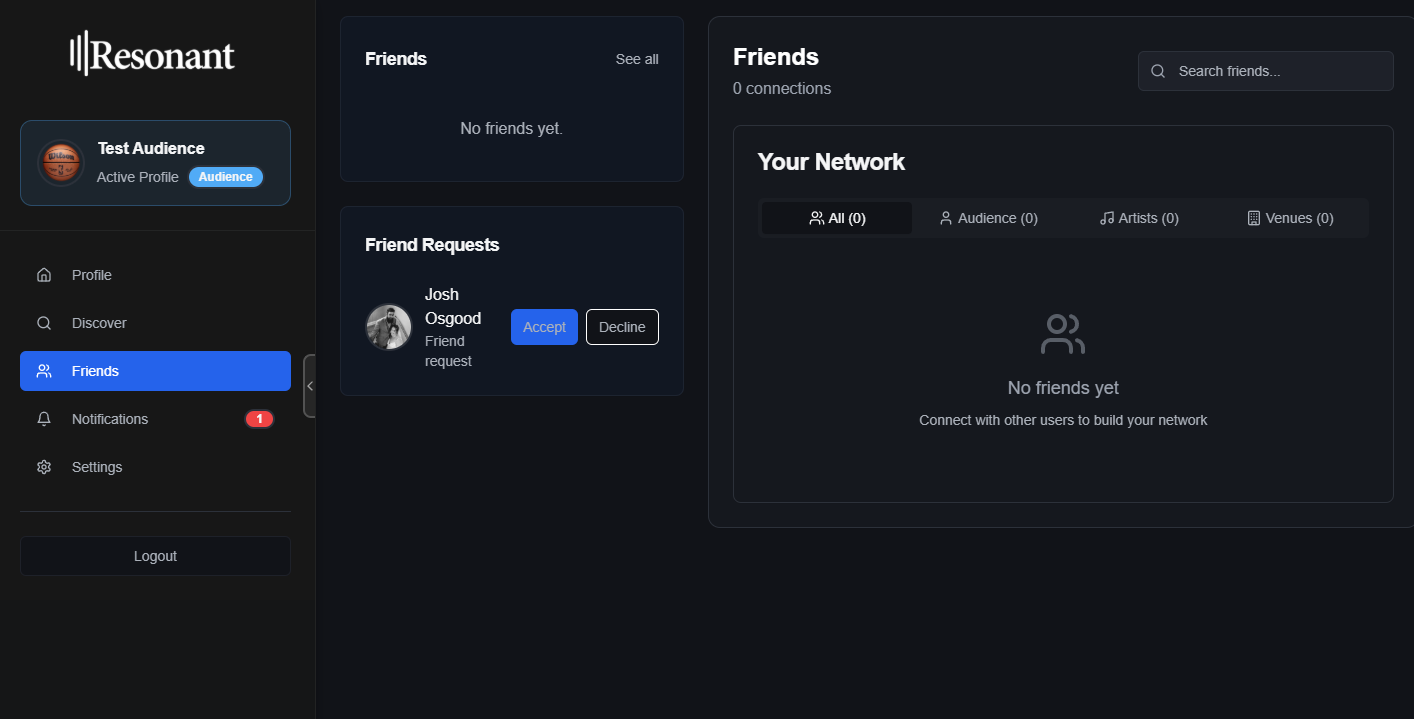 Resonant
Test Audience
Active Profile Audience
Profile
Discover
Friends
Notifications 1
Settings
Logout
Friends See all
No friends yet.
Friend Requests
Josh
Osgood
Friend
request
Accept Decline
Friends
0 connections
Search friends...
Your Network
All (0) Audience (0) Artists (0) Venues (0)
No friends yet
Connect with other users to build your network